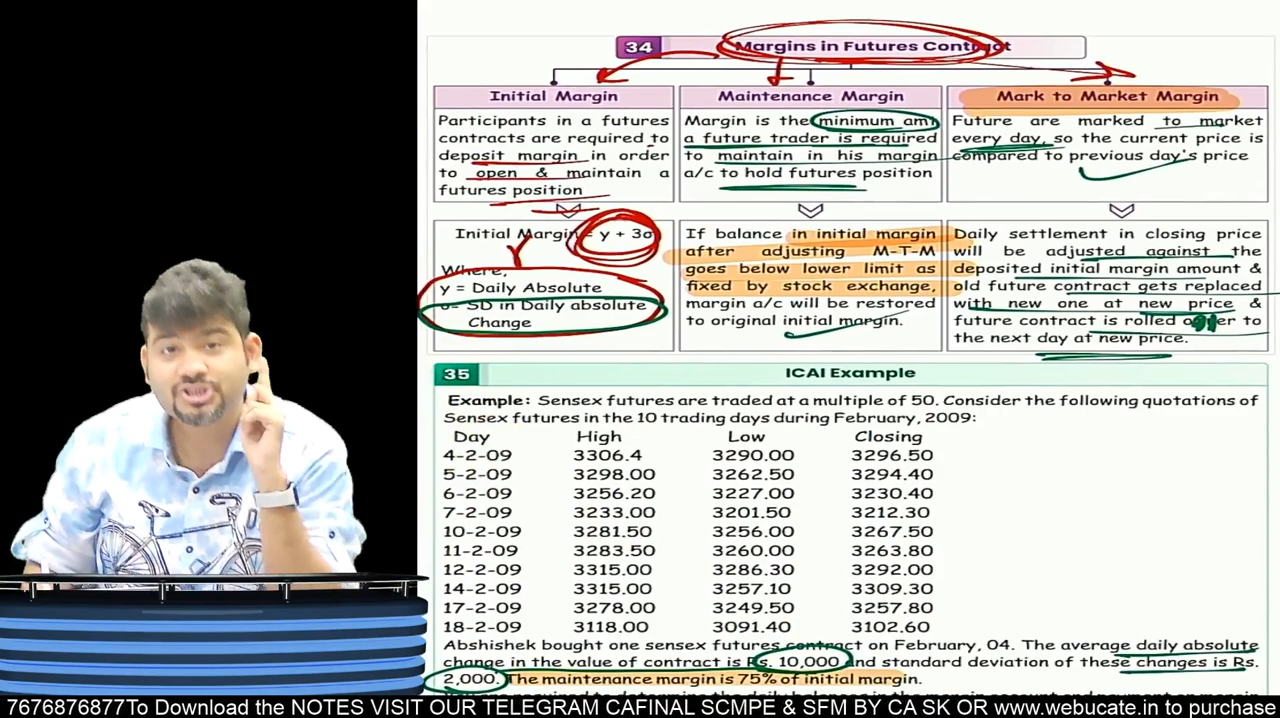 34 Margins in Futures Contract
Initial Margin
Participants in a futures
contracts are required to
deposit margin in order
to open & maintain a
futures position
Initial Margin = y + 3σ
Where,
y = Daily Absolute
SD in Daily absolute
Change
Maintenance Margin
Margin is the minimum amt
a future trader is required
to maintain in his margin
a/c to hold futures position
If balance in initial margin
after adjusting M-T-M
goes below lower limit as
fixed by stock exchange,
margin a/c will be restored
to original initial margin.
Mark to Market Margin
Future are marked to market
every day, so the current price is
compared to previous day's price
Daily settlement in closing price
will be adjusted against the
deposited initial margin amount &
old future contract gets replaced
with new one at new price &
future contract is rolled over to
the next day at new price.
Y
35 ICAI Example
Example: Sensex futures are traded at a multiple of 50. Consider the following quotations of
Sensex futures in the 10 trading days during February, 2009:
Day High Low Closing
4-2-09 3306.4 3290.00 3296.50
5-2-09 3298.00 3262.50 3294.40
6-2-09 3256.20 3227.00 3230.40
7-2-09 3233.00 3201.50 3212.30
10-2-09 3281.50 3256.00 3267.50
11-2-09 3283.50 3260.00 3263.80
12-2-09 3315.00 3286.30 3292.00
14-2-09 3315.00 3257.10 3309.30
17-2-09 3278.00 3249.50 3257.80
18-2-09 3118.00 3091.40 3102.60
Abshishek bought one sensex futures contract on February, 04. The average daily absolute
change in the value of contract is Rs. 10,000 and standard deviation of these changes is Rs.
2,000. The maintenance margin is 75% of initial margin.
7676876877To Download the NOTES VISIT OUR TELEGRAM CAFINAL SCMPE & SFM BY CA SK OR www.webucate.in to purchase